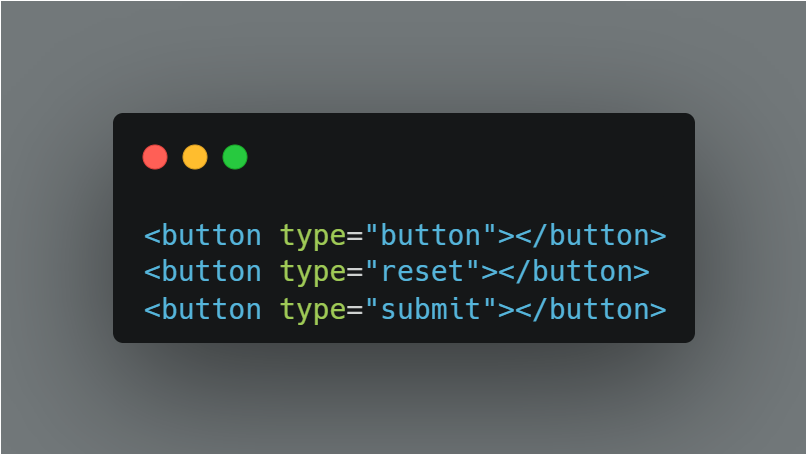 <button type="button"></button>
<button type="reset"></button>
<button type="submit"></button>